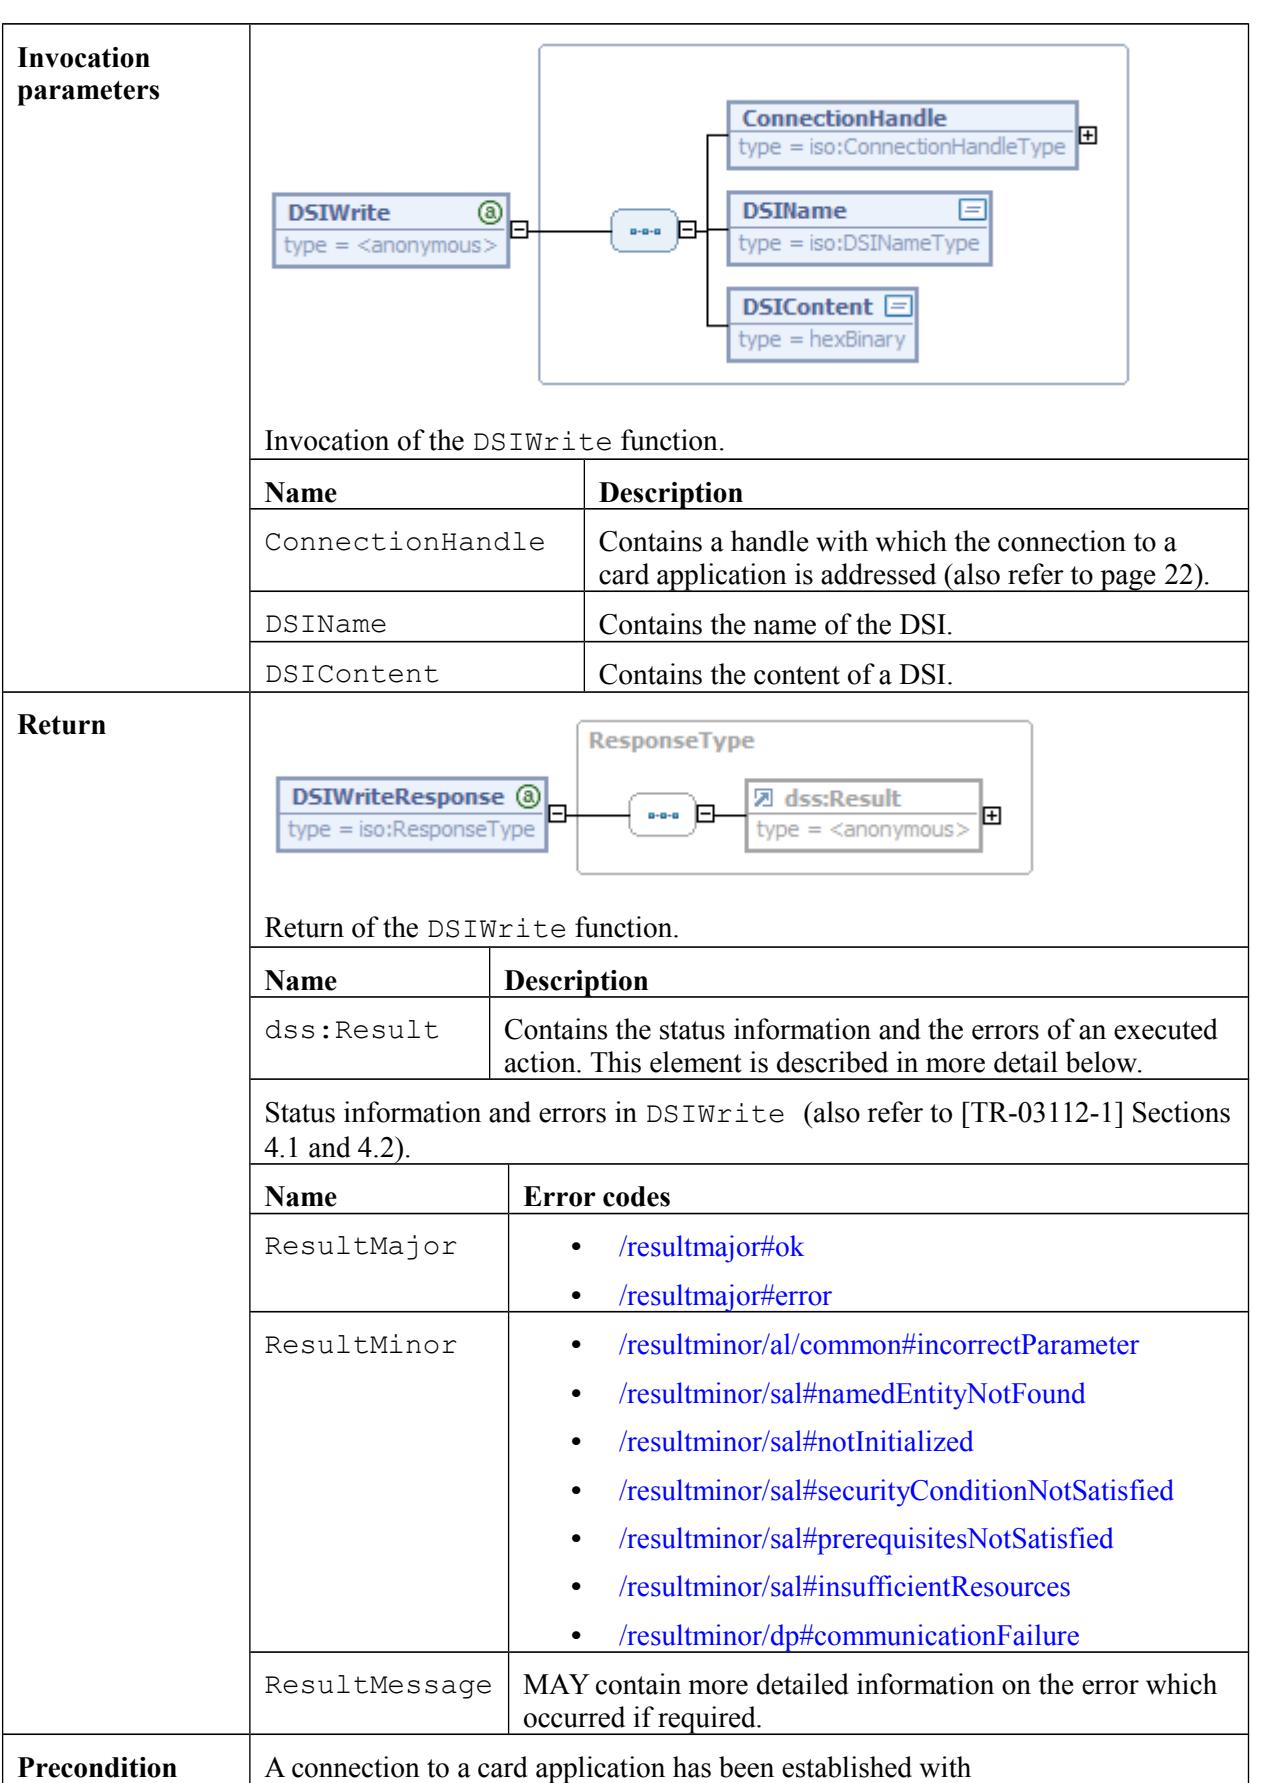 Invocation
parameters
ConnectionHandle
type = iso:ConnectionHandleType
DSIWrite
type = <anonymous>
DSIName
type = iso:DSINameType
DSIContent
type = hexBinary
Invocation of the DSIWrite function.
Name Description
ConnectionHandle Contains a handle with which the connection to a
card application is addressed (also refer to page 22).
DSIName Contains the name of the DSI.
DSIContent Contains the content of a DSI.
Return
ResponseType
DSIWriteResponse
type = iso:ResponseType
dss:Result
type = <anonymous>
Return of the DSIWrite function.
Name Description
dss:Result Contains the status information and the errors of an executed
action. This element is described in more detail below.
Status information and errors in DSIWrite (also refer to [TR-03112-1] Sections
4.1 and 4.2).
Name Error codes
ResultMajor • /resultmajor#ok
• /resultmajor#error
ResultMinor • /resultminor/al/common#incorrectParameter
• /resultminor/sal#namedEntityNotFound
• /resultminor/sal#notInitialized
• /resultminor/sal#securityConditionNotSatisfied
• /resultminor/sal#prerequisitesNotSatisfied
• /resultminor/sal#insufficientResources
• /resultminor/dp#communicationFailure
ResultMessage MAY contain more detailed information on the error which
occurred if required.
Precondition A connection to a card application has been established with